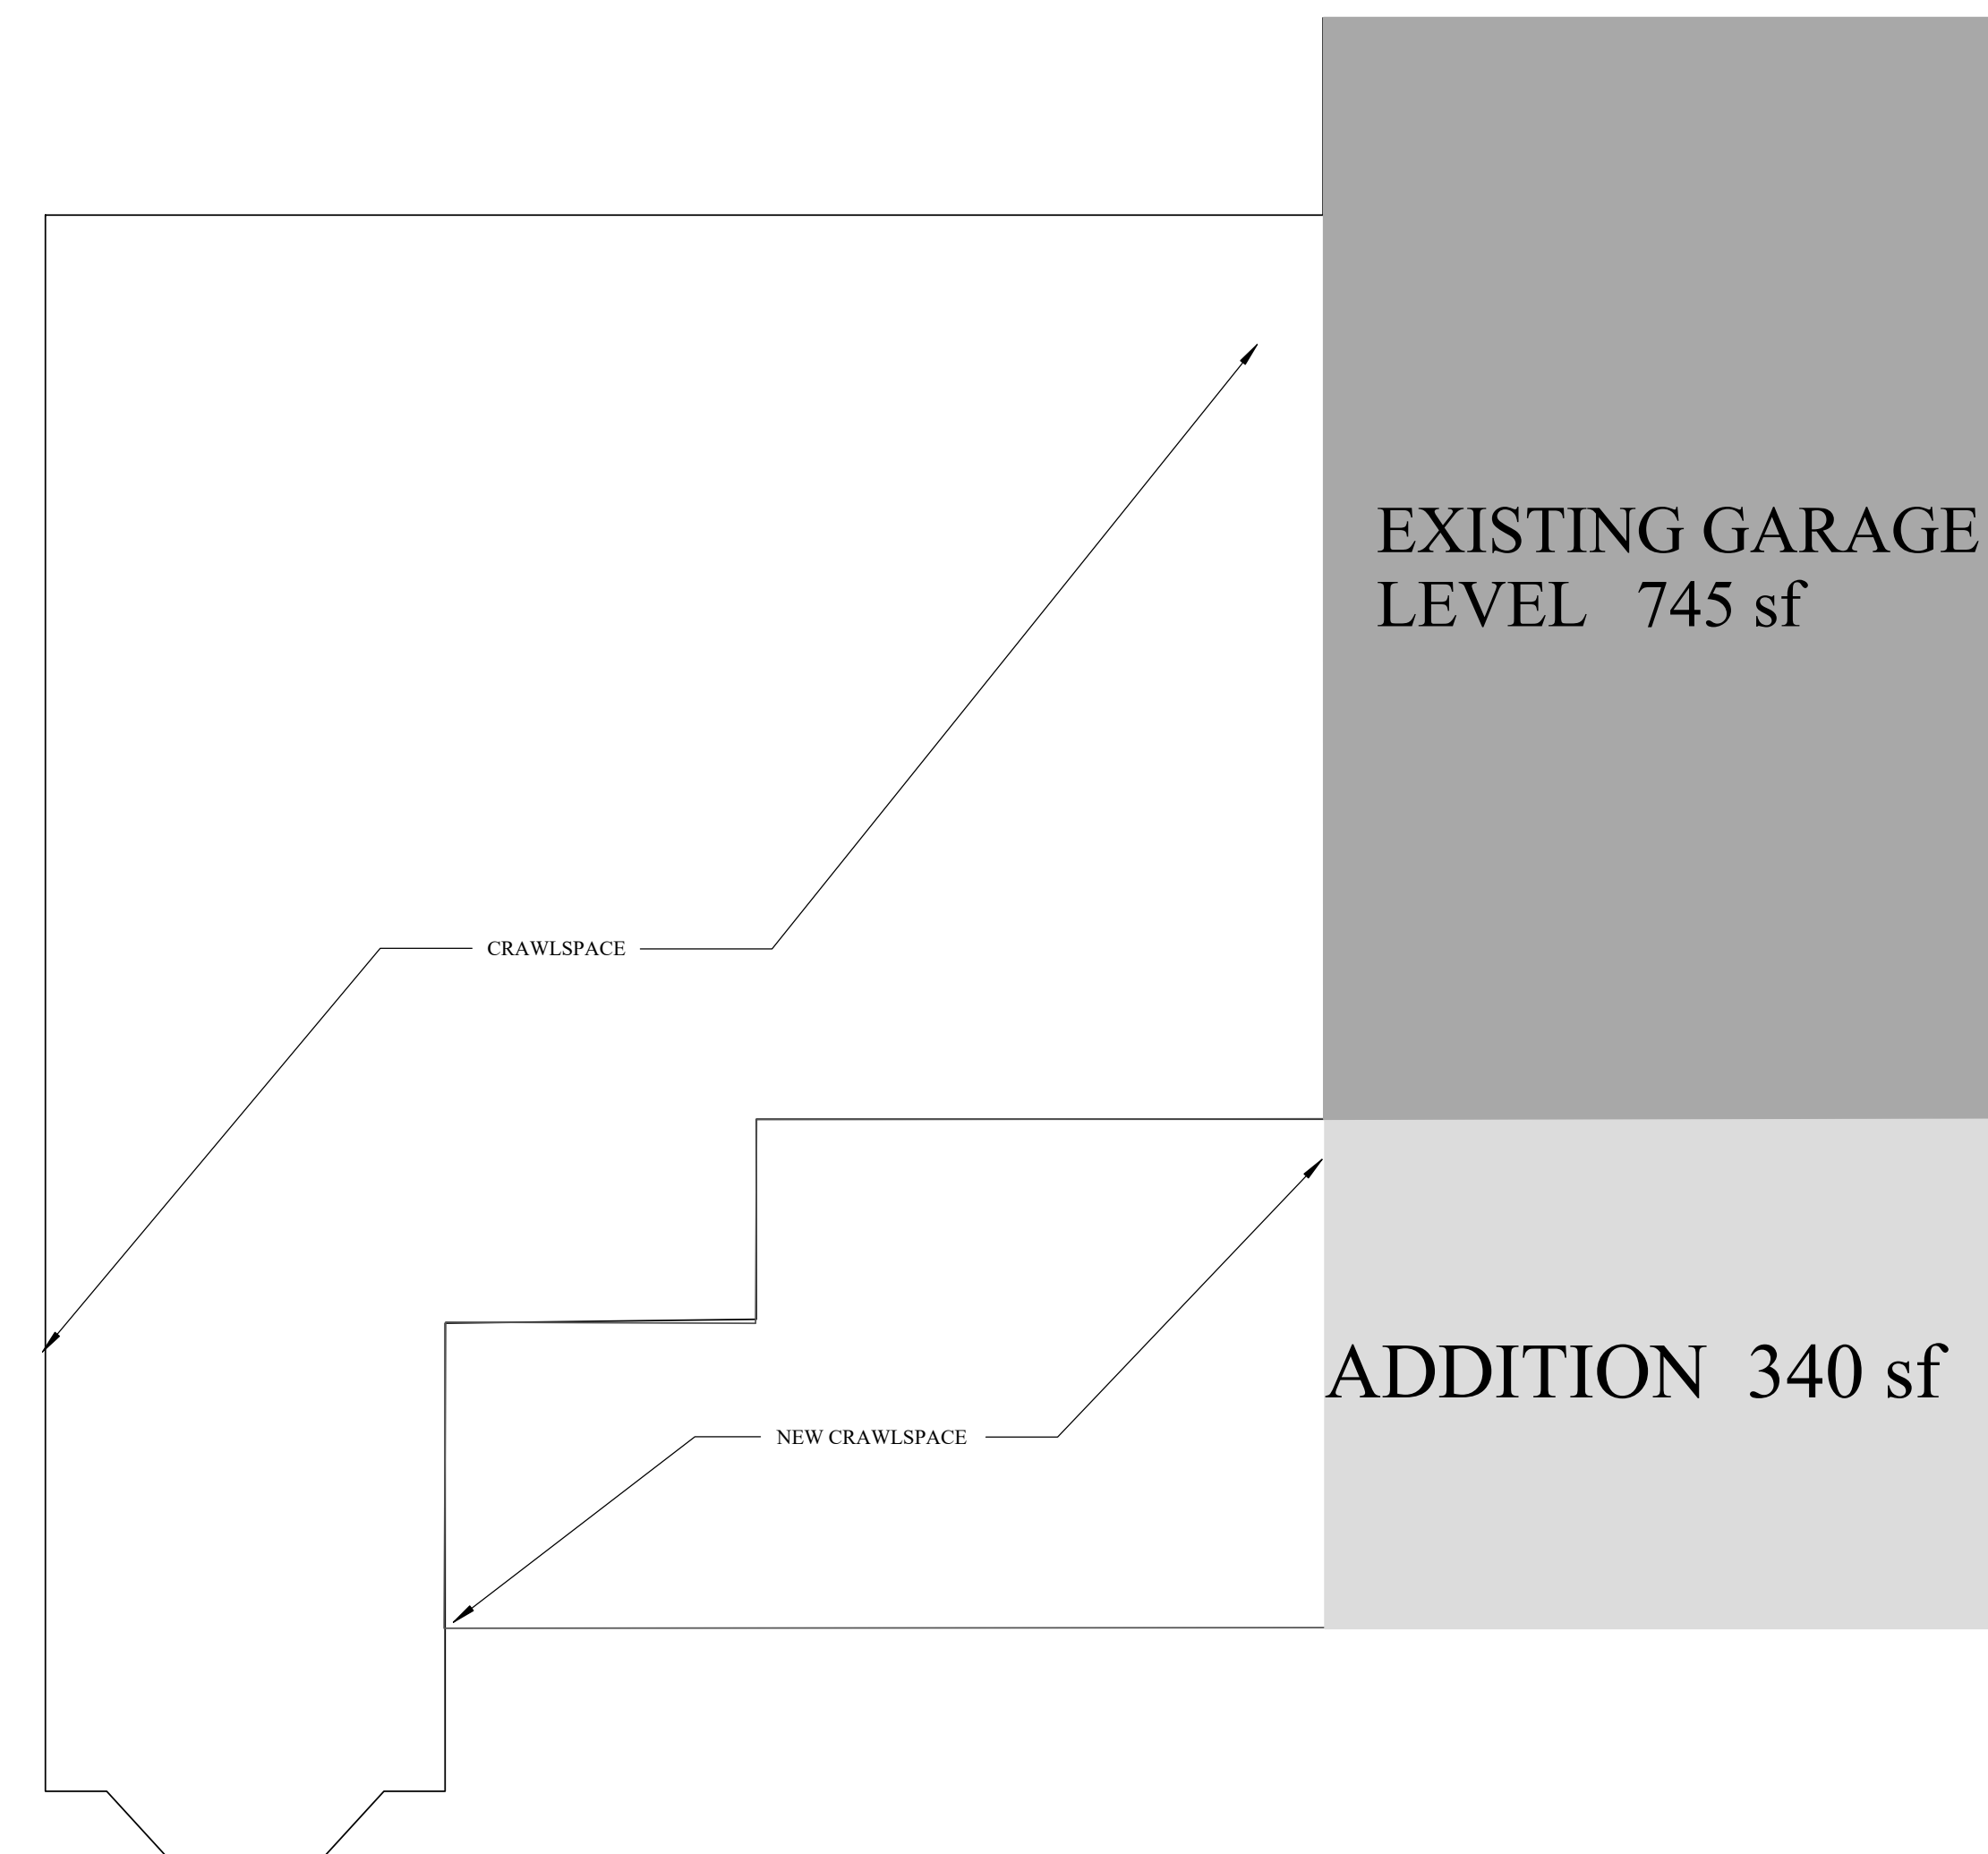 EXISTING GARAGE
LEVEL 745 sf
CRAWLSPACE
ADDITION 340 sf
NEW CRAWLSPACE